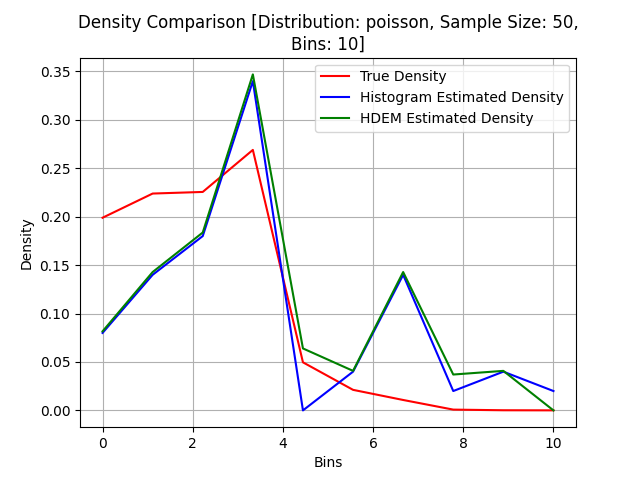 Density Comparison [Distribution: poisson, Sample Size: 50,
Bins: 10]
True Density
Histogram Estimated Density
HDEM Estimated Density
Density
0.35
0.30
0.25
0.20
0.15
0.10
0.05
0.00
0 2 4 6 8 10
Bins